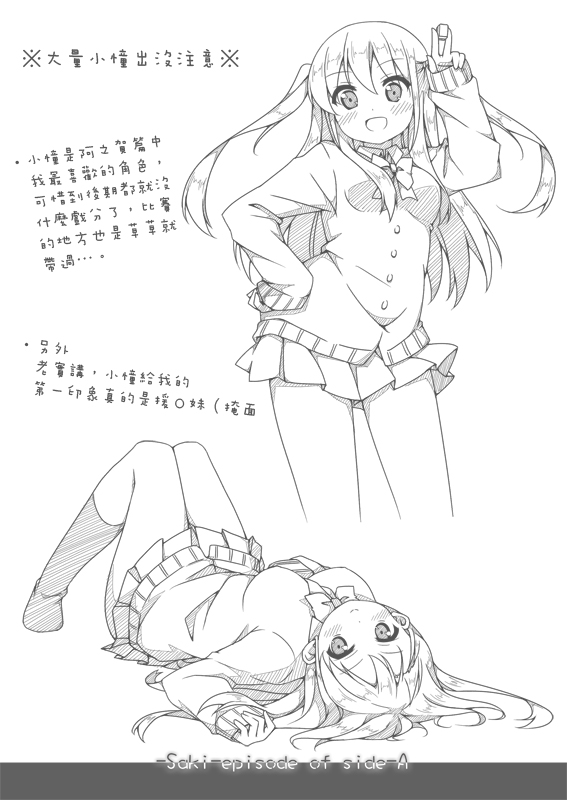 ※大量小憧出沒注意※
• 小憧是阿之賀篇中
我最喜歡的角色，
可惜到後期都就沒
什麼戲分了，比賽
的地方也是草草就
帶過…。
• 另外
老實講，小憧給我的
第一印象真的是援○妹（掩面
-Saki-episode of side-A